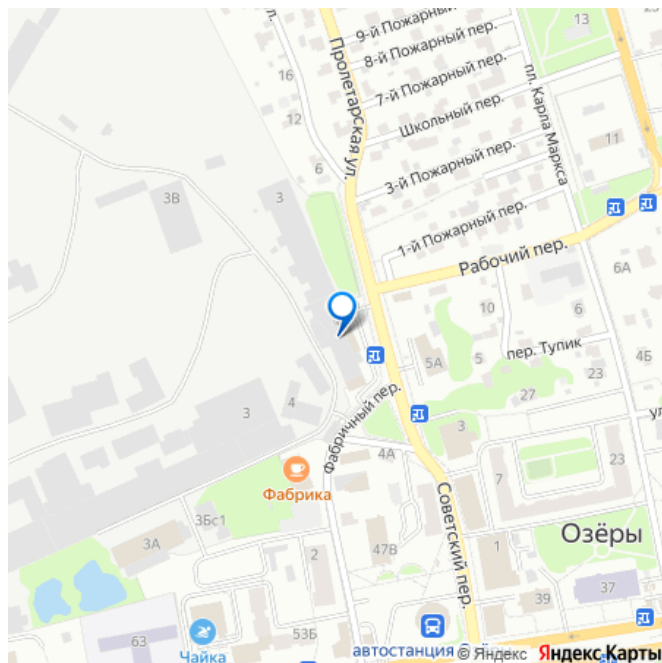 9-й Пожарный пер.
8-й Пожарный пер.
7-й Пожарный пер.
Школьный пер.
3-й Пожарный пер.
1-й Пожарный пер.
Рабочий пер.
Пролетарская ул.
пл. Карла Маркса
13
16
12
6
11
3В
3
6А
10
6
5А
5
пер. Тупик
4Б
23
27
3
4
Фабричный пер.
3
4А
7
23
Фабрика
3Бс1
Советский пер.
Озёры
3А
2
47В
1
37
39
63
Чайка
53Б
автостанция
© Яндекс Яндекс Карты